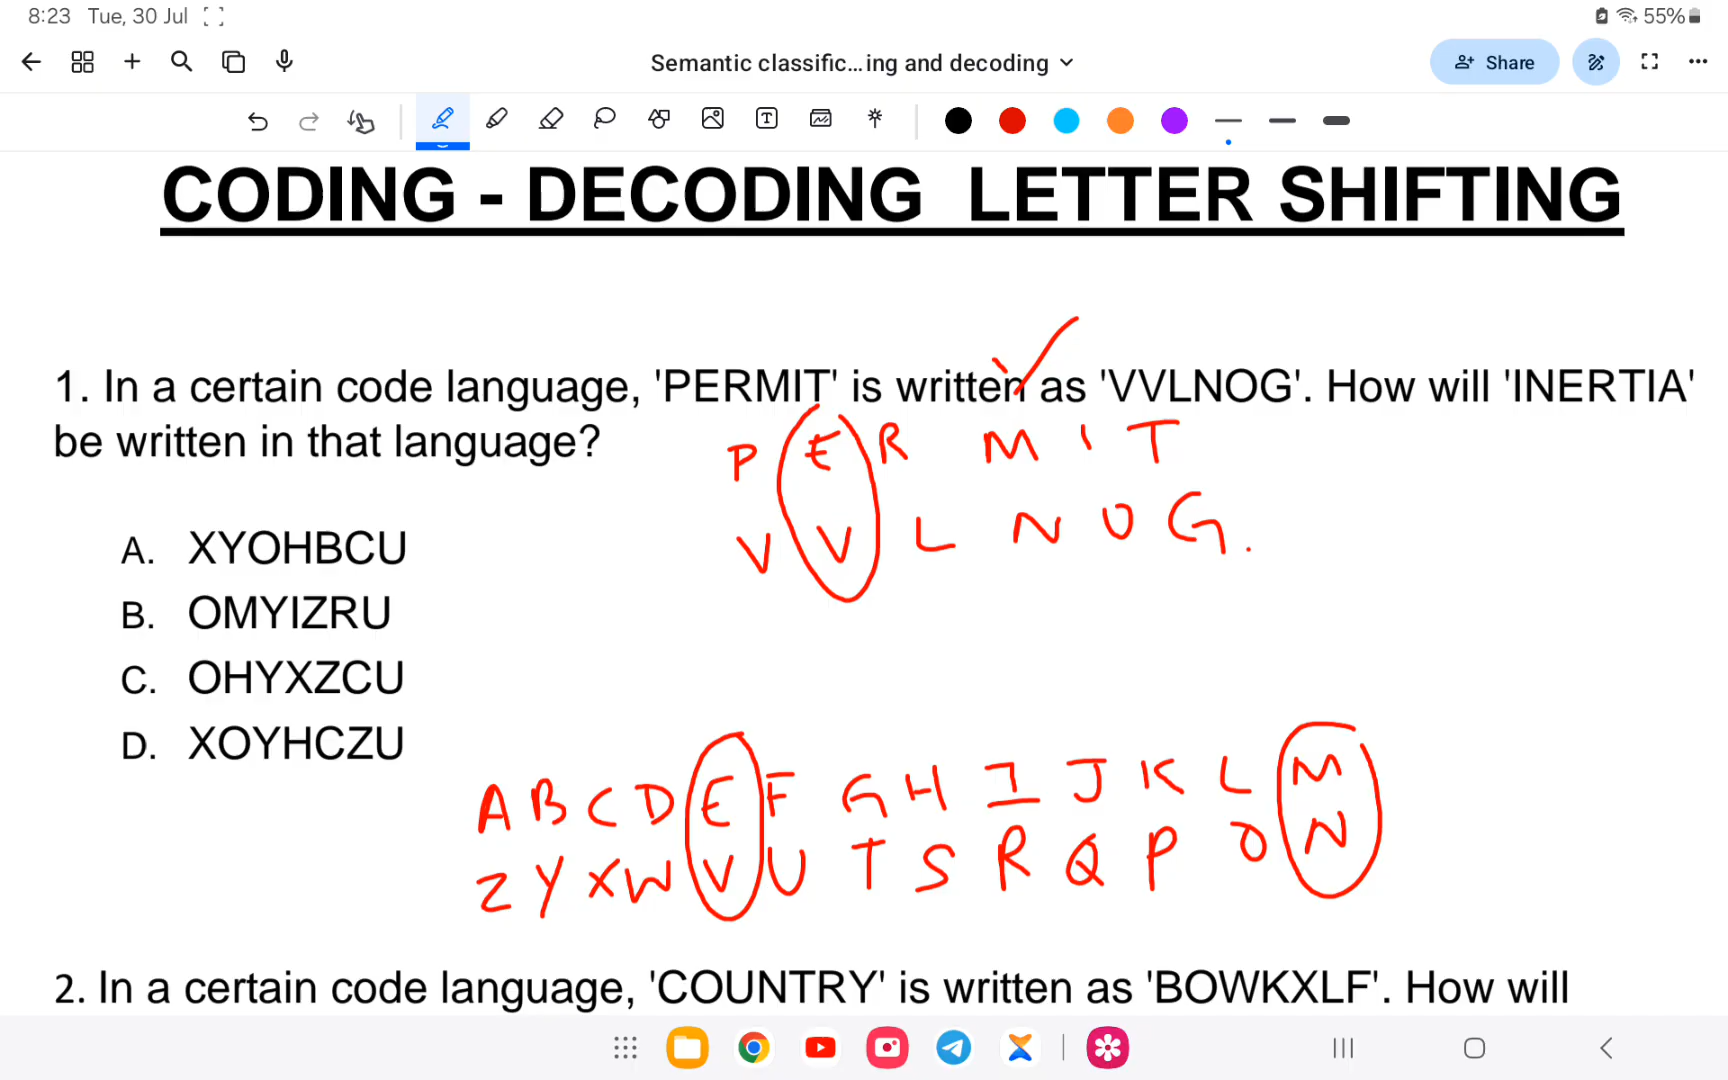 8:23 Tue, 30 Jul 55%
Semantic classific...ing and decoding Share
CODING - DECODING LETTER SHIFTING
1. In a certain code language, 'PERMIT' is written as 'VVLNOG'. How will 'INERTIA'
be written in that language?
P E R M I T
V V L N O G.
A. XYOHBCU
B. OMYIZRU
C. OHYXZCU
D. XOYHCZU
A B C D E F G H I J K L M
Z Y X W V U T S R Q P O N
2. In a certain code language, 'COUNTRY' is written as 'BOWKXLF'. How will